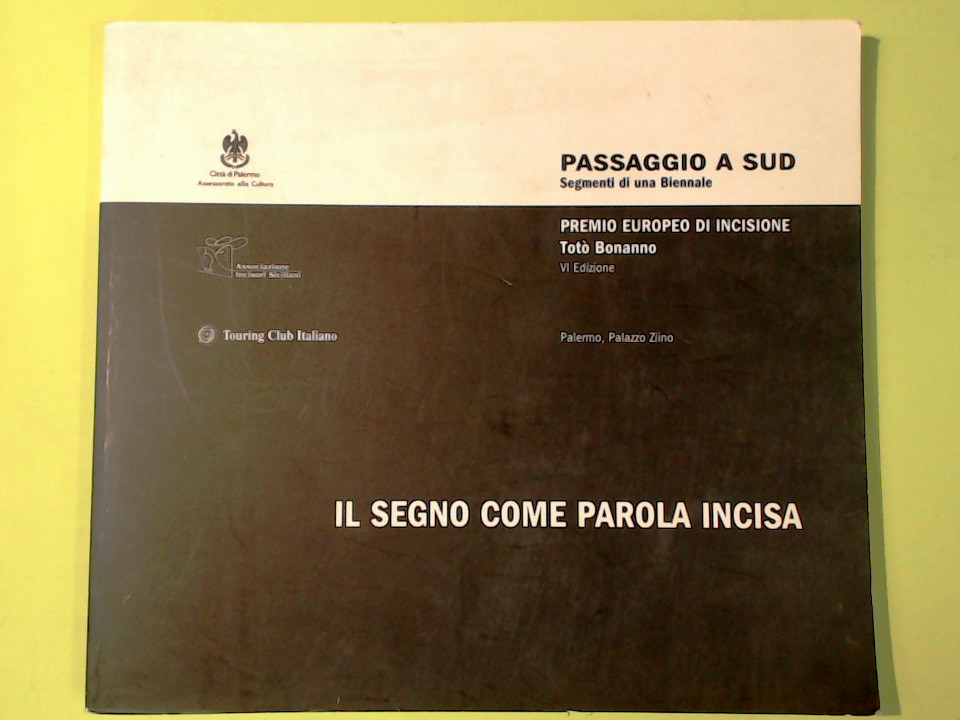 Città di Palermo
Assessorato alla Cultura
PASSAGGIO A SUD
Segmenti di una Biennale
PREMIO EUROPEO DI INCISIONE
Totò Bonanno
VI Edizione
Associazione
Incisori Siciliani
Touring Club Italiano
Palermo, Palazzo Ziino
IL SEGNO COME PAROLA INCISA